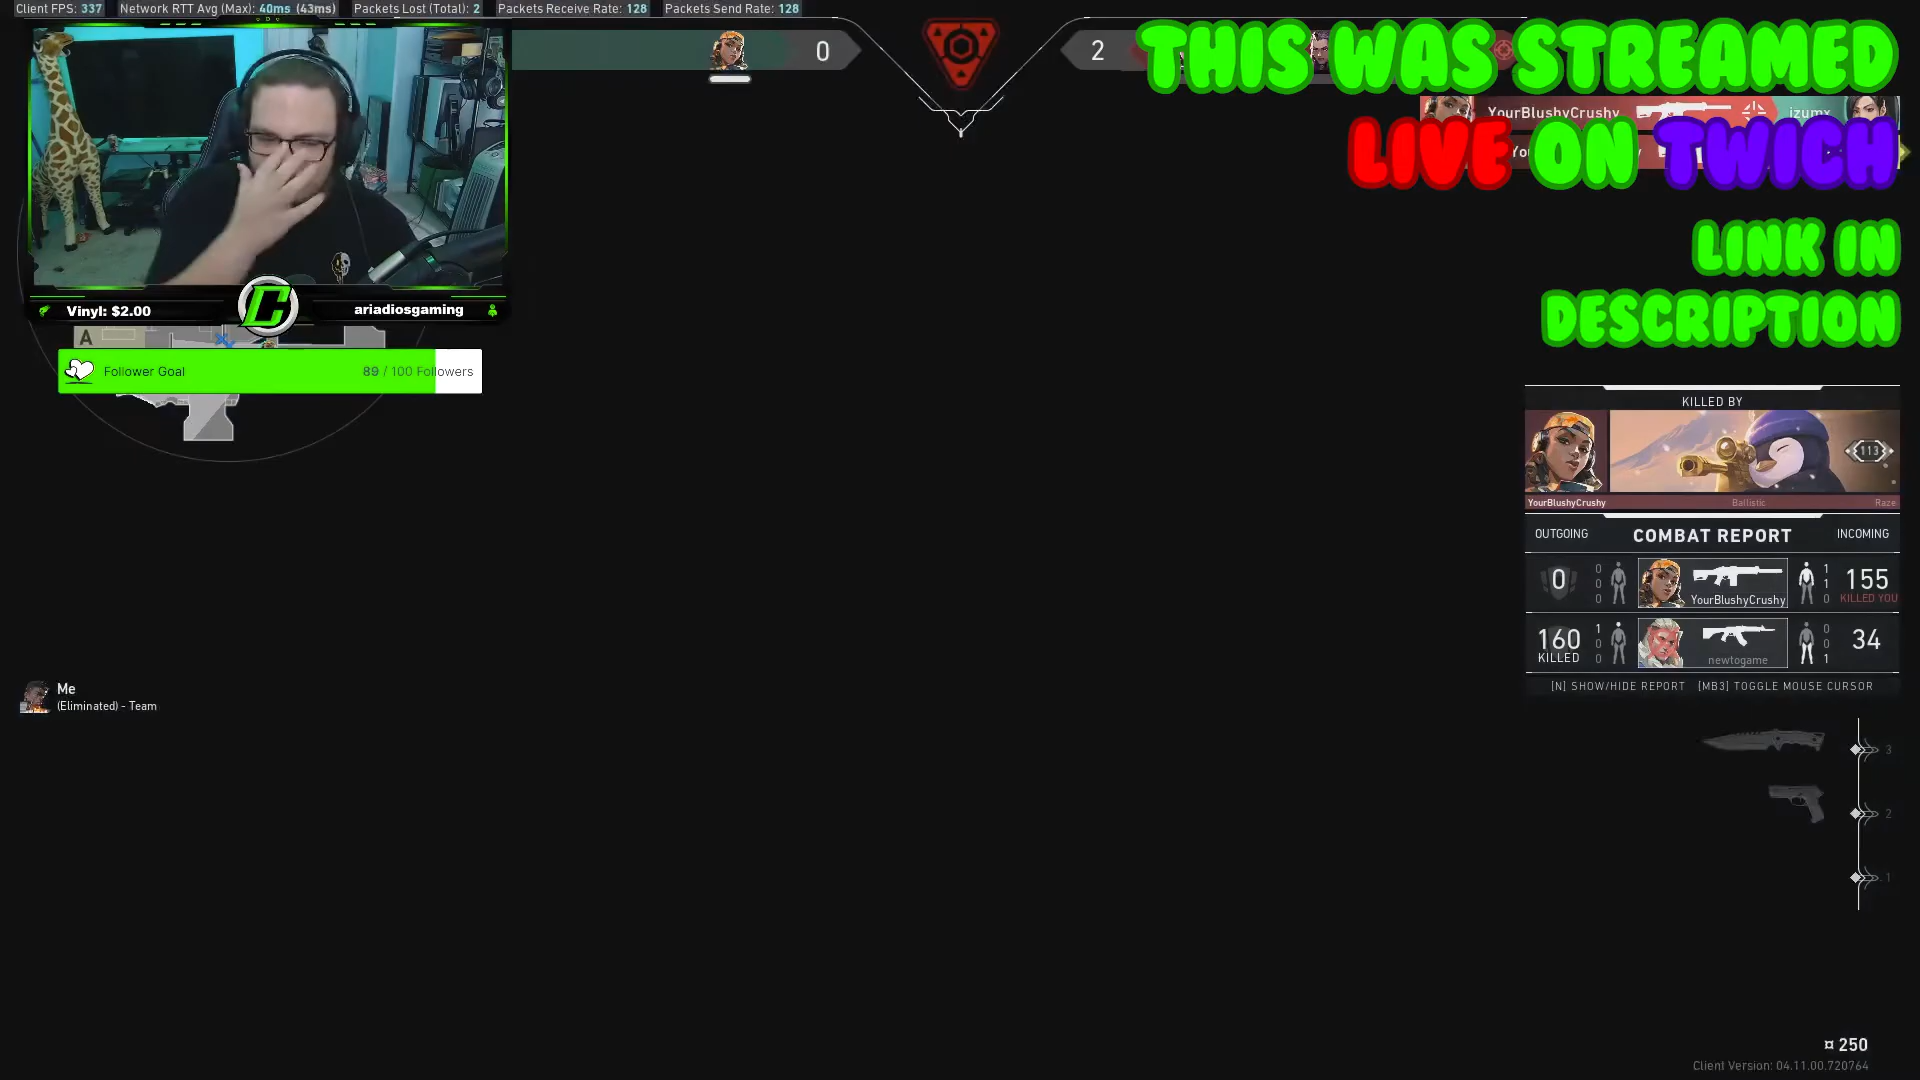 Client FPS: 337 Network RTT Avg (Max): 40ms (43ms) Packets Lost (Total): 2 Packets Receive Rate: 128 Packets Send Rate: 128
0
2
THIS WAS STREAMED
YourBlushyCrushy izumx
LIVE ON TWICH
LINK IN
DESCRIPTION
C
Vinyl: $2.00
ariadiosgaming
A
Follower Goal 89 / 100 Followers
KILLED BY
113
YourBlushyCrushy Ballistic Raze
OUTGOING COMBAT REPORT INCOMING
0 0 0 0 YourBlushyCrushy 1 1 0 155 KILLED YOU
160 KILLED 1 0 0 newtogame 0 0 1 34
[N] SHOW/HIDE REPORT [MB3] TOGGLE MOUSE CURSOR
Me
(Eliminated) - Team
3
2
1
¤ 250
Client Version: 04.11.00.720764